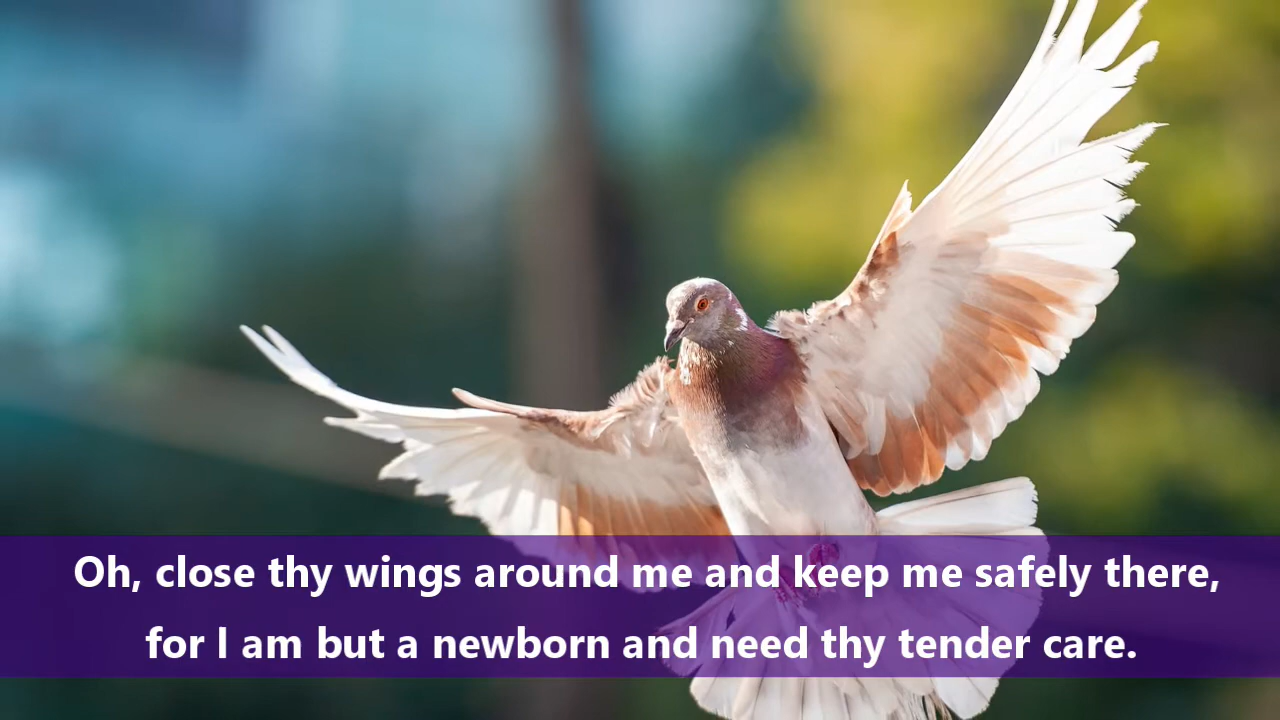 Oh, close thy wings around me and keep me safely there,
for I am but a newborn and need thy tender care.